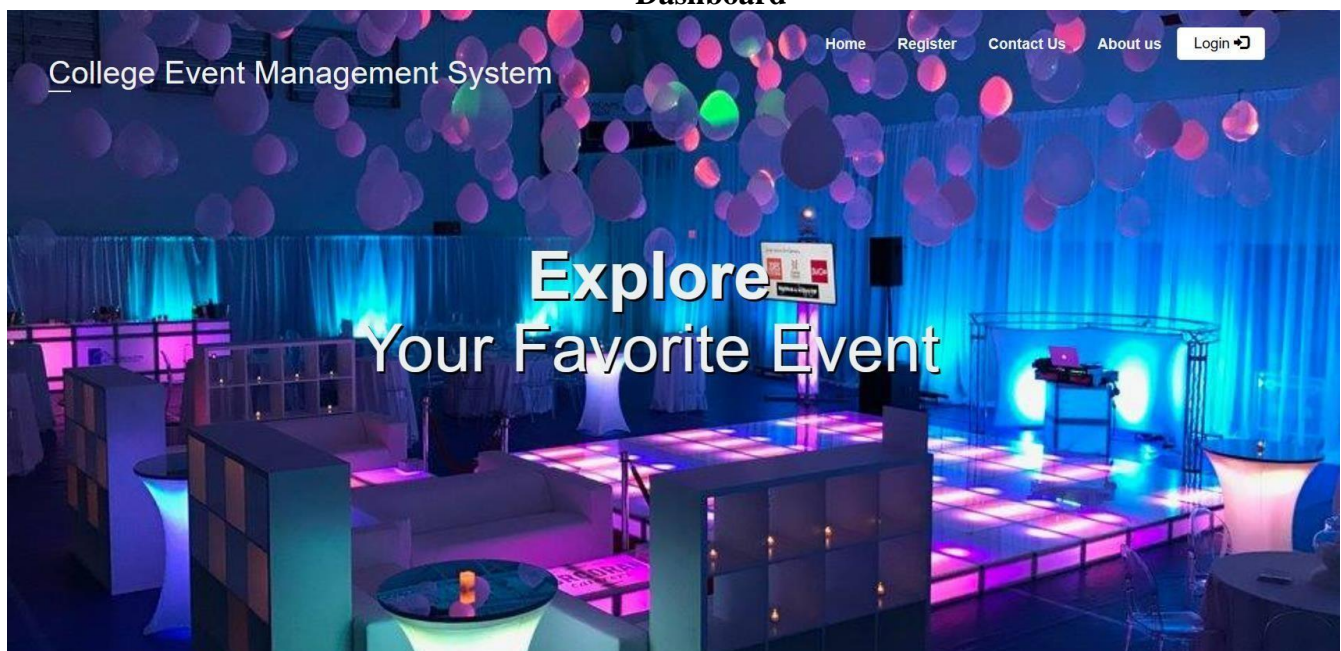 Dashboard
Home Register Contact Us About us Login
College Event Management System
Explore
Your Favorite Event